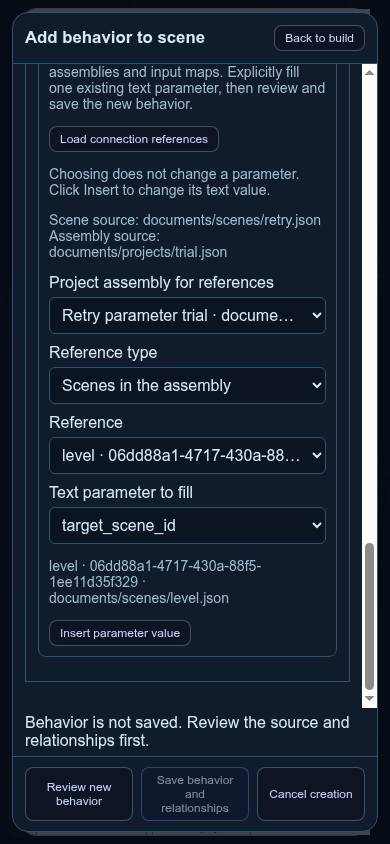 Add behavior to scene
Back to build
assemblies and input maps. Explicitly fill
one existing text parameter, then review and
save the new behavior.
Load connection references
Choosing does not change a parameter.
Click Insert to change its text value.
Scene source: documents/scenes/retry.json
Assembly source:
documents/projects/trial.json
Project assembly for references
Retry parameter trial · docume…
Reference type
Scenes in the assembly
Reference
level · 06dd88a1-4717-430a-88…
Text parameter to fill
target_scene_id
level · 06dd88a1-4717-430a-88f5-
1ee11d35f329 ·
documents/scenes/level.json
Insert parameter value
Behavior is not saved. Review the source and
relationships first.
Review new
behavior
Save behavior
and
relationships
Cancel creation